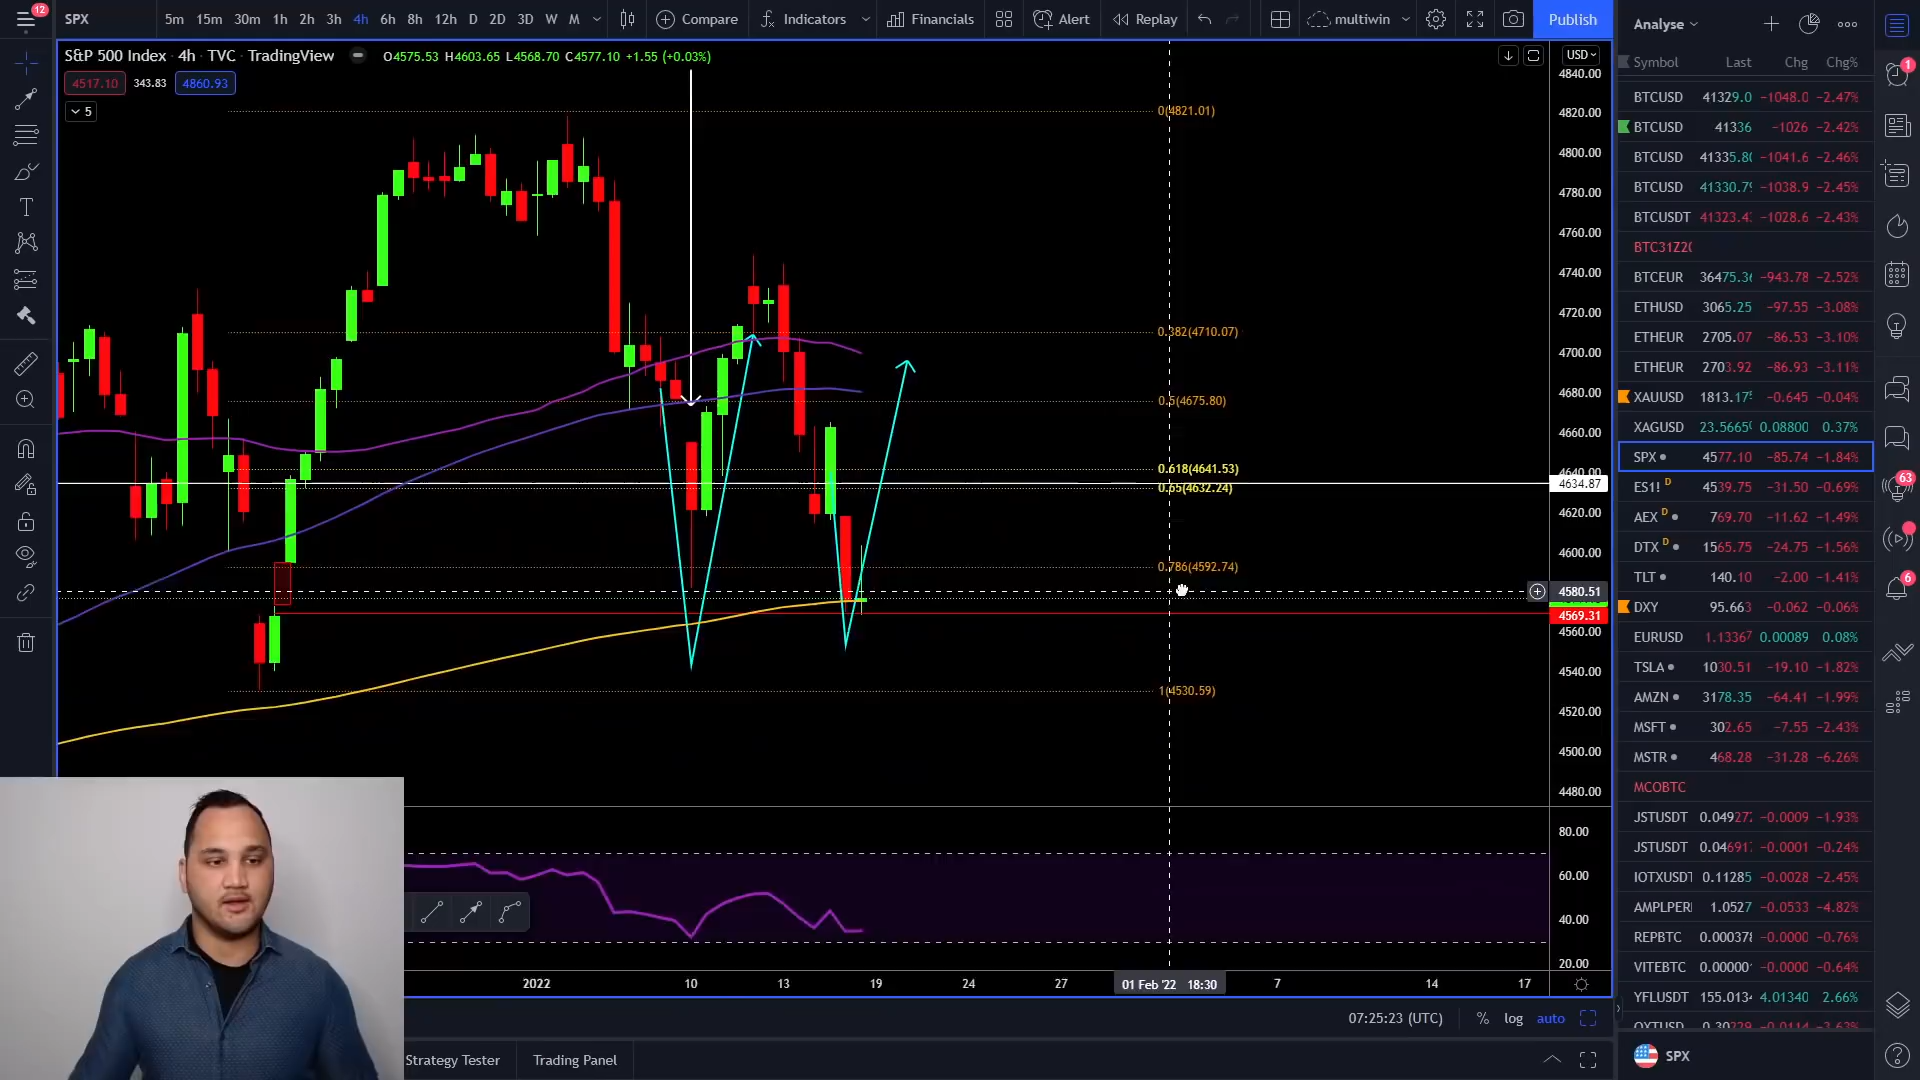 12
SPX
5m 15m 30m 1h 2h 3h 4h 6h 8h 12h D 2D 3D W M
Compare
Indicators
Financials
Alert
Replay
multiwin
Publish
S&P 500 Index · 4h · TVC · TradingView
O4575.53 H4603.65 L4568.70 C4577.10 +1.55 (+0.03%)
4517.10 343.83 4860.93
5
USD
4840.00
4820.00
4800.00
4780.00
4760.00
4740.00
4720.00
4700.00
4680.00
4660.00
4640.00
4634.87
4620.00
4600.00
4580.51
4569.31
4560.00
4540.00
4520.00
4500.00
4480.00
80.00
60.00
40.00
20.00
0(4821.01)
0.382(4710.07)
0.5(4675.80)
0.618(4641.53)
0.65(4632.24)
0.786(4592.74)
1(4530.59)
2022 10 13 19 24 27 01 Feb '22 18:30 7 14 17
07:25:23 (UTC) % log auto
Strategy Tester Trading Panel
Analyse
Symbol Last Chg Chg%
BTCUSD 41329.0 −1048.0 −2.47%
BTCUSD 41336 −1026 −2.42%
BTCUSD 41335.80 −1041.6 −2.46%
BTCUSD 41330.79 −1038.9 −2.45%
BTCUSDT 41323.4 −1028.6 −2.43%
BTC31Z20
BTCEUR 36475.36 −943.78 −2.52%
ETHUSD 3065.25 −97.55 −3.08%
ETHEUR 2705.07 −86.53 −3.10%
ETHEUR 2703.92 −86.93 −3.11%
XAUUSD 1813.175 −0.645 −0.04%
XAGUSD 23.5665 0.08800 0.37%
SPX 4577.10 −85.74 −1.84%
ES1! D 4539.75 −31.50 −0.69%
AEX D 769.70 −11.62 −1.49%
DTX D 1565.75 −24.75 −1.56%
TLT 140.10 −2.00 −1.41%
DXY 95.663 −0.062 −0.06%
EURUSD 1.13367 0.00089 0.08%
TSLA 1030.51 −19.10 −1.82%
AMZN 3178.35 −64.41 −1.99%
MSFT 302.65 −7.55 −2.43%
MSTR 468.28 −31.28 −6.26%
MCOBTC
JSTUSDT 0.04927 −0.0009 −1.93%
JSTUSDT 0.04691 −0.0001 −0.24%
IOTXUSDT 0.11285 −0.0028 −2.45%
AMPLPER 1.0527 −0.0533 −4.82%
REPBTC 0.000378 −0.0000 −0.76%
VITEBTC 0.00000 −0.0000 −0.64%
YFLUSDT 155.0134 4.01340 2.66%
SPX
1
63
6